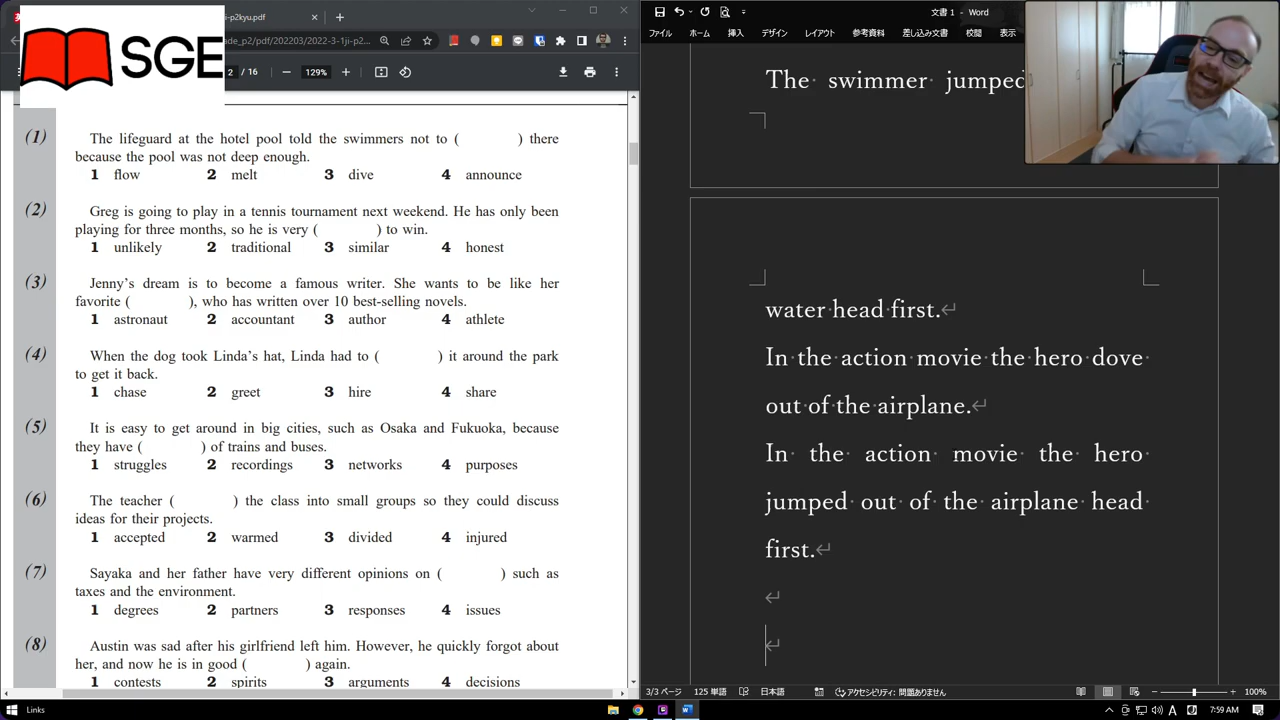 i-p2kyu.pdf
ade_p2/pdf/202203/2022-3-1ji-p2...
SGE
2 / 16
129%
(1) The lifeguard at the hotel pool told the swimmers not to ( ) there
because the pool was not deep enough.
1 flow 2 melt 3 dive 4 announce
(2) Greg is going to play in a tennis tournament next weekend. He has only been
playing for three months, so he is very ( ) to win.
1 unlikely 2 traditional 3 similar 4 honest
(3) Jenny's dream is to become a famous writer. She wants to be like her
favorite ( ), who has written over 10 best-selling novels.
1 astronaut 2 accountant 3 author 4 athlete
(4) When the dog took Linda's hat, Linda had to ( ) it around the park
to get it back.
1 chase 2 greet 3 hire 4 share
(5) It is easy to get around in big cities, such as Osaka and Fukuoka, because
they have ( ) of trains and buses.
1 struggles 2 recordings 3 networks 4 purposes
(6) The teacher ( ) the class into small groups so they could discuss
ideas for their projects.
1 accepted 2 warmed 3 divided 4 injured
(7) Sayaka and her father have very different opinions on ( ) such as
taxes and the environment.
1 degrees 2 partners 3 responses 4 issues
(8) Austin was sad after his girlfriend left him. However, he quickly forgot about
her, and now he is in good ( ) again.
1 contests 2 spirits 3 arguments 4 decisions
文書 1 - Word
ファイル ホーム 挿入 デザイン レイアウト 参考資料 差し込み文書 校閲 表示
The swimmer jumped
water head first.
In the action movie the hero dove
out of the airplane.
In the action movie the hero
jumped out of the airplane head
first.
3/3 ページ 125 単語 日本語 アクセシビリティ: 問題ありません 100%
Links
7:59 AM